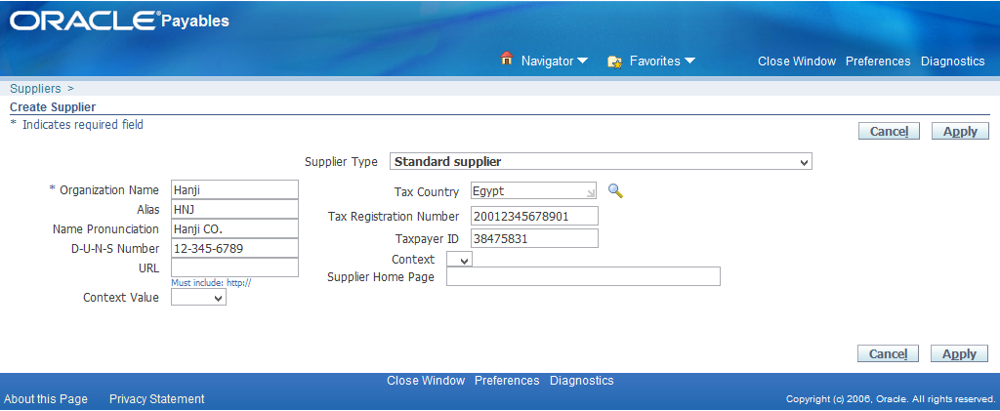 ORACLE® Payables
Navigator Favorites Close Window Preferences Diagnostics
Suppliers >
Create Supplier
* Indicates required field
Cancel Apply
Supplier Type Standard supplier
* Organization Name Hanji
Alias HNJ
Name Pronunciation Hanji CO.
D-U-N-S Number 12-345-6789
URL
Must include: http://
Context Value
Tax Country Egypt
Tax Registration Number 20012345678901
Taxpayer ID 38475831
Context
Supplier Home Page
Cancel Apply
Close Window Preferences Diagnostics
About this Page Privacy Statement
Copyright (c) 2006, Oracle. All rights reserved.